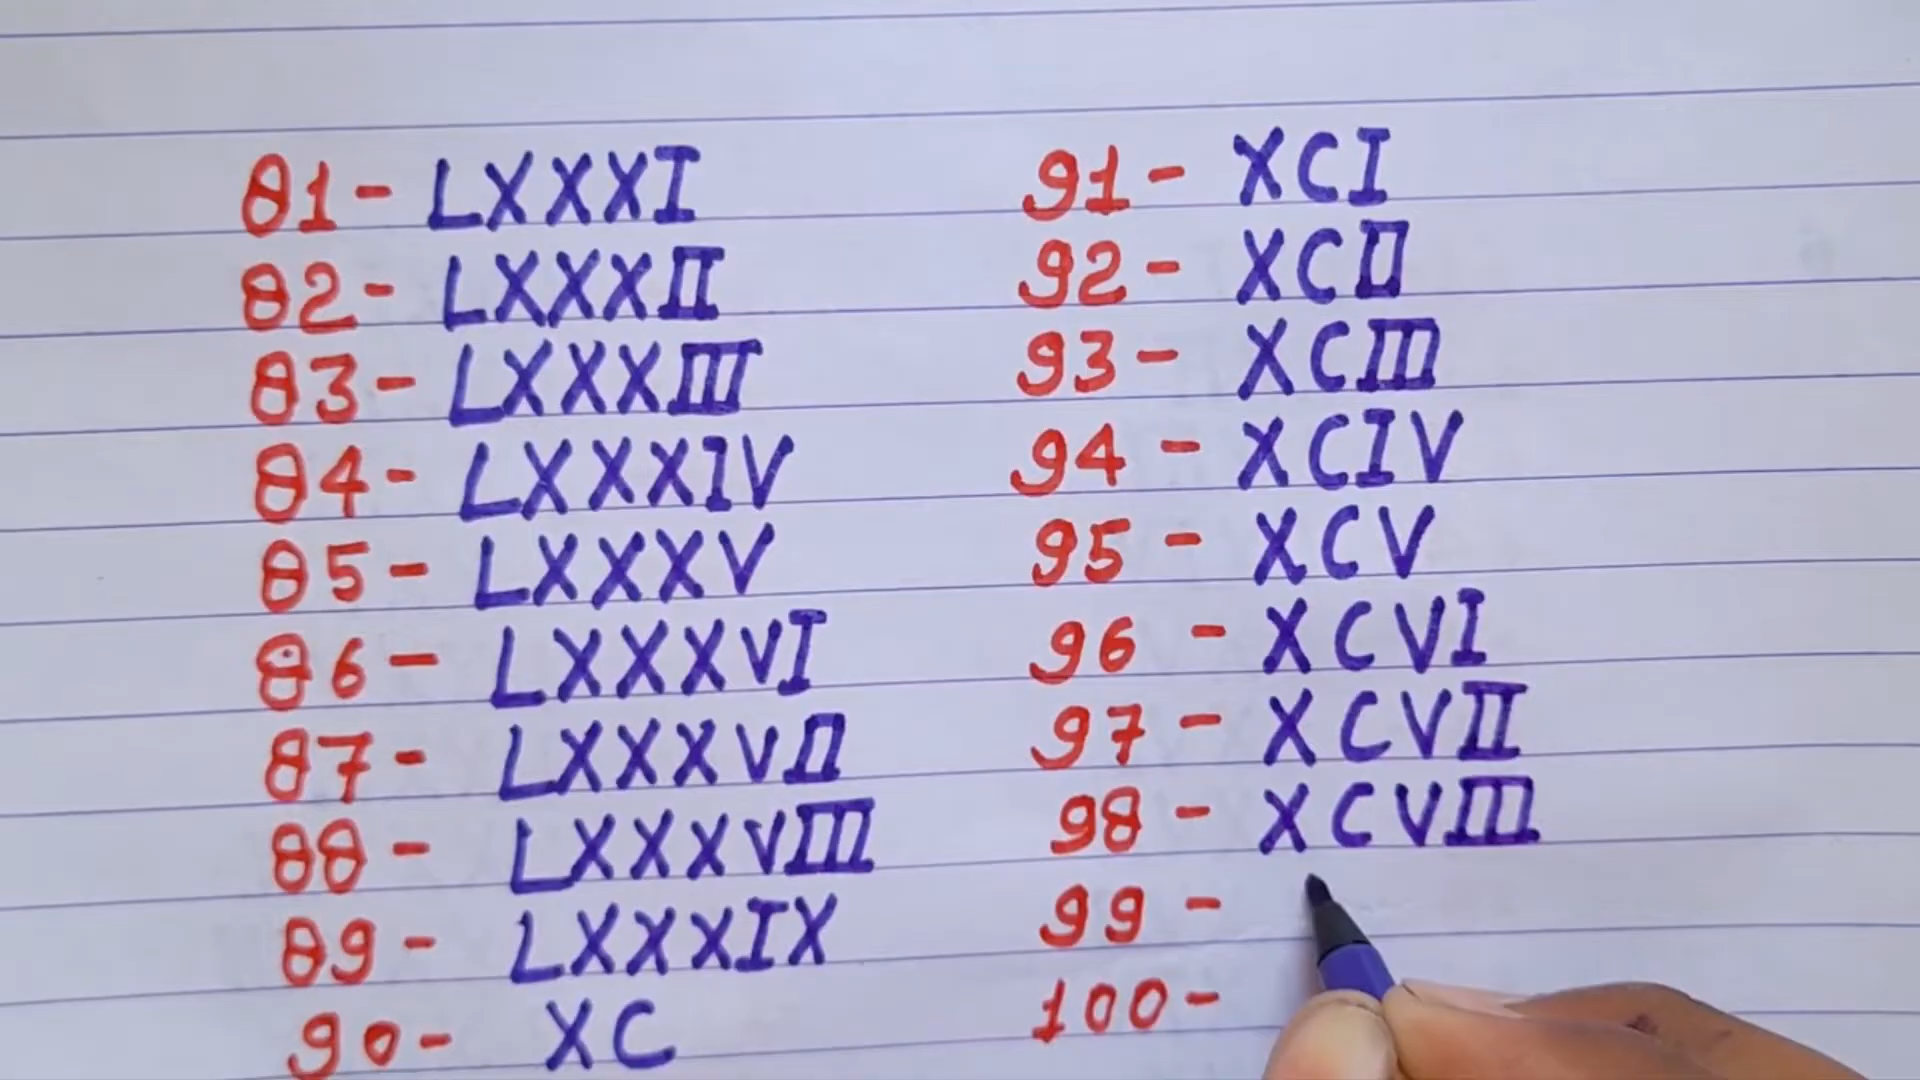 81- LXXXI
82- LXXXII
83- LXXXIII
84- LXXXIV
85- LXXXV
86- LXXXVI
87- LXXXVII
88- LXXXVIII
89- LXXXIX
90- XC
91- XCI
92- XCII
93- XCIII
94- XCIV
95- XCV
96- XCVI
97- XCVII
98- XCVIII
99-
100-